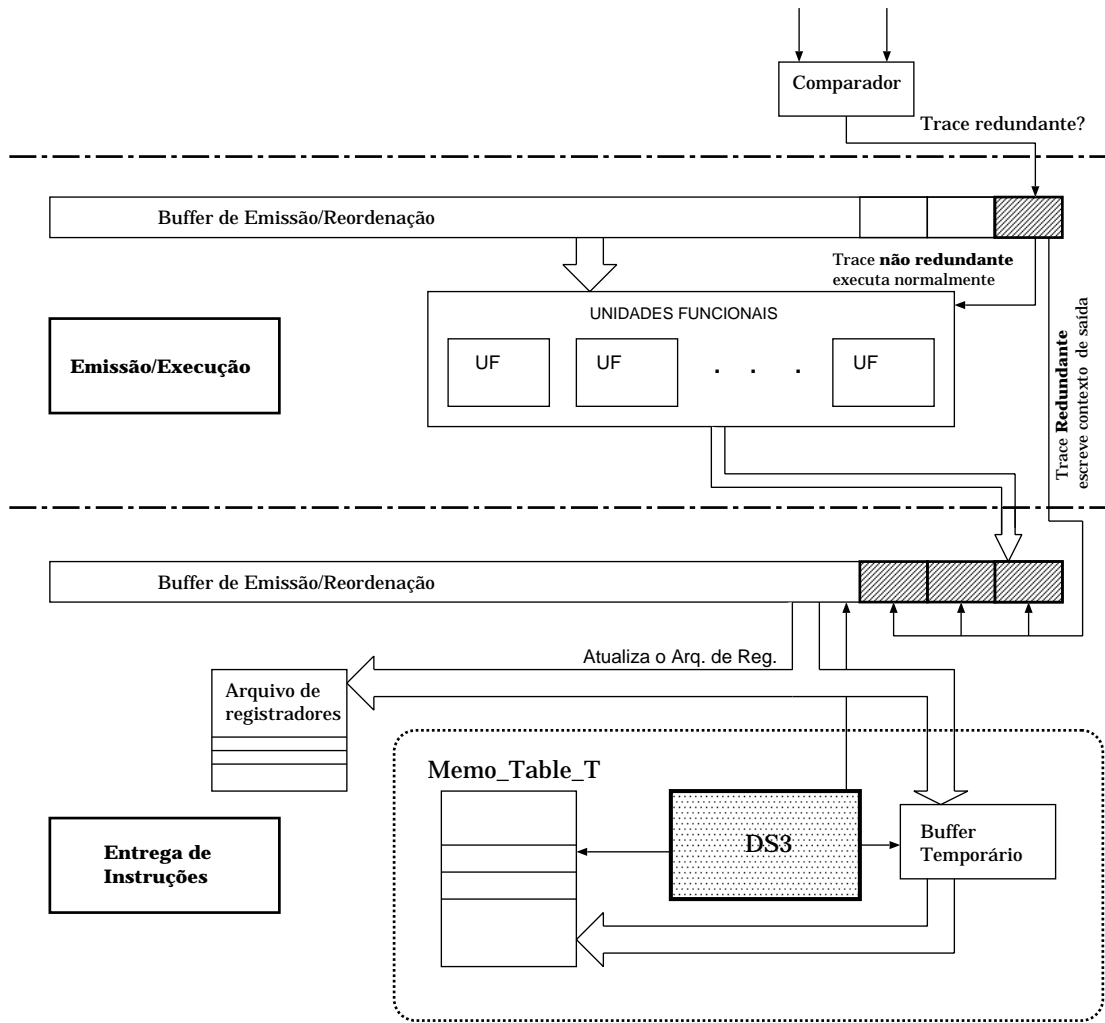 Comparador
Trace redundante?
Buffer de Emissão/Reordenação
Trace não redundante
executa normalmente
UNIDADES FUNCIONAIS
UF
UF
. . .
UF
Emissão/Execução
Trace Redundante
escreve contexto de saída
Buffer de Emissão/Reordenação
Atualiza o Arq. de Reg.
Arquivo de
registradores
Memo_Table_T
DS3
Buffer
Temporário
Entrega de
Instruções